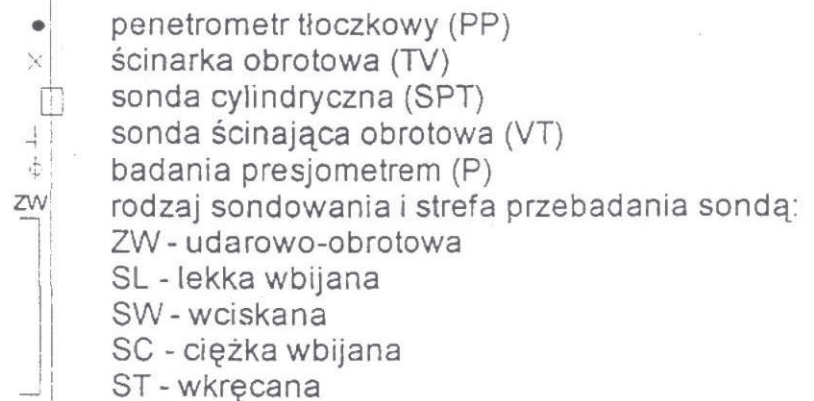 penetrometr tłoczkowy (PP)
ścinarka obrotowa (TV)
sonda cylindryczna (SPT)
sonda ścinająca obrotowa (VT)
badania presjometrem (P)
ZW rodzaj sondowania i strefa przebadania sondą:
ZW - udarowo-obrotowa
SL - lekka wbijana
SW - wciskana
SC - ciężka wbijana
ST - wkręcana